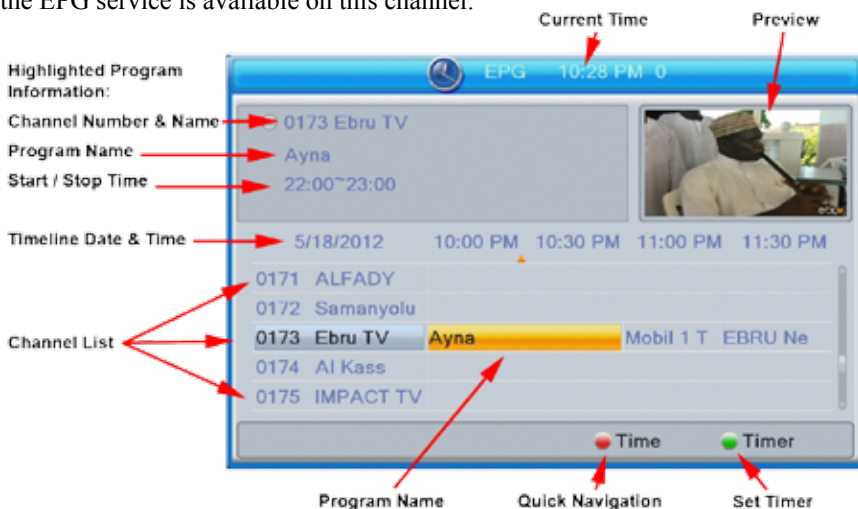 the EPG service is available on this channel.
Current Time
Preview
Highlighted Program
Information:
EPG 10:28 PM 0
Channel Number & Name
0173 Ebru TV
Program Name
Ayna
Start / Stop Time
22:00~23:00
Timeline Date & Time
5/18/2012 10:00 PM 10:30 PM 11:00 PM 11:30 PM
0171 ALFADY
0172 Samanyolu
Channel List
0173 Ebru TV Ayna Mobil 1 T EBRU Ne
0174 Al Kass
0175 IMPACT TV
Time Timer
Program Name Quick Navigation Set Timer